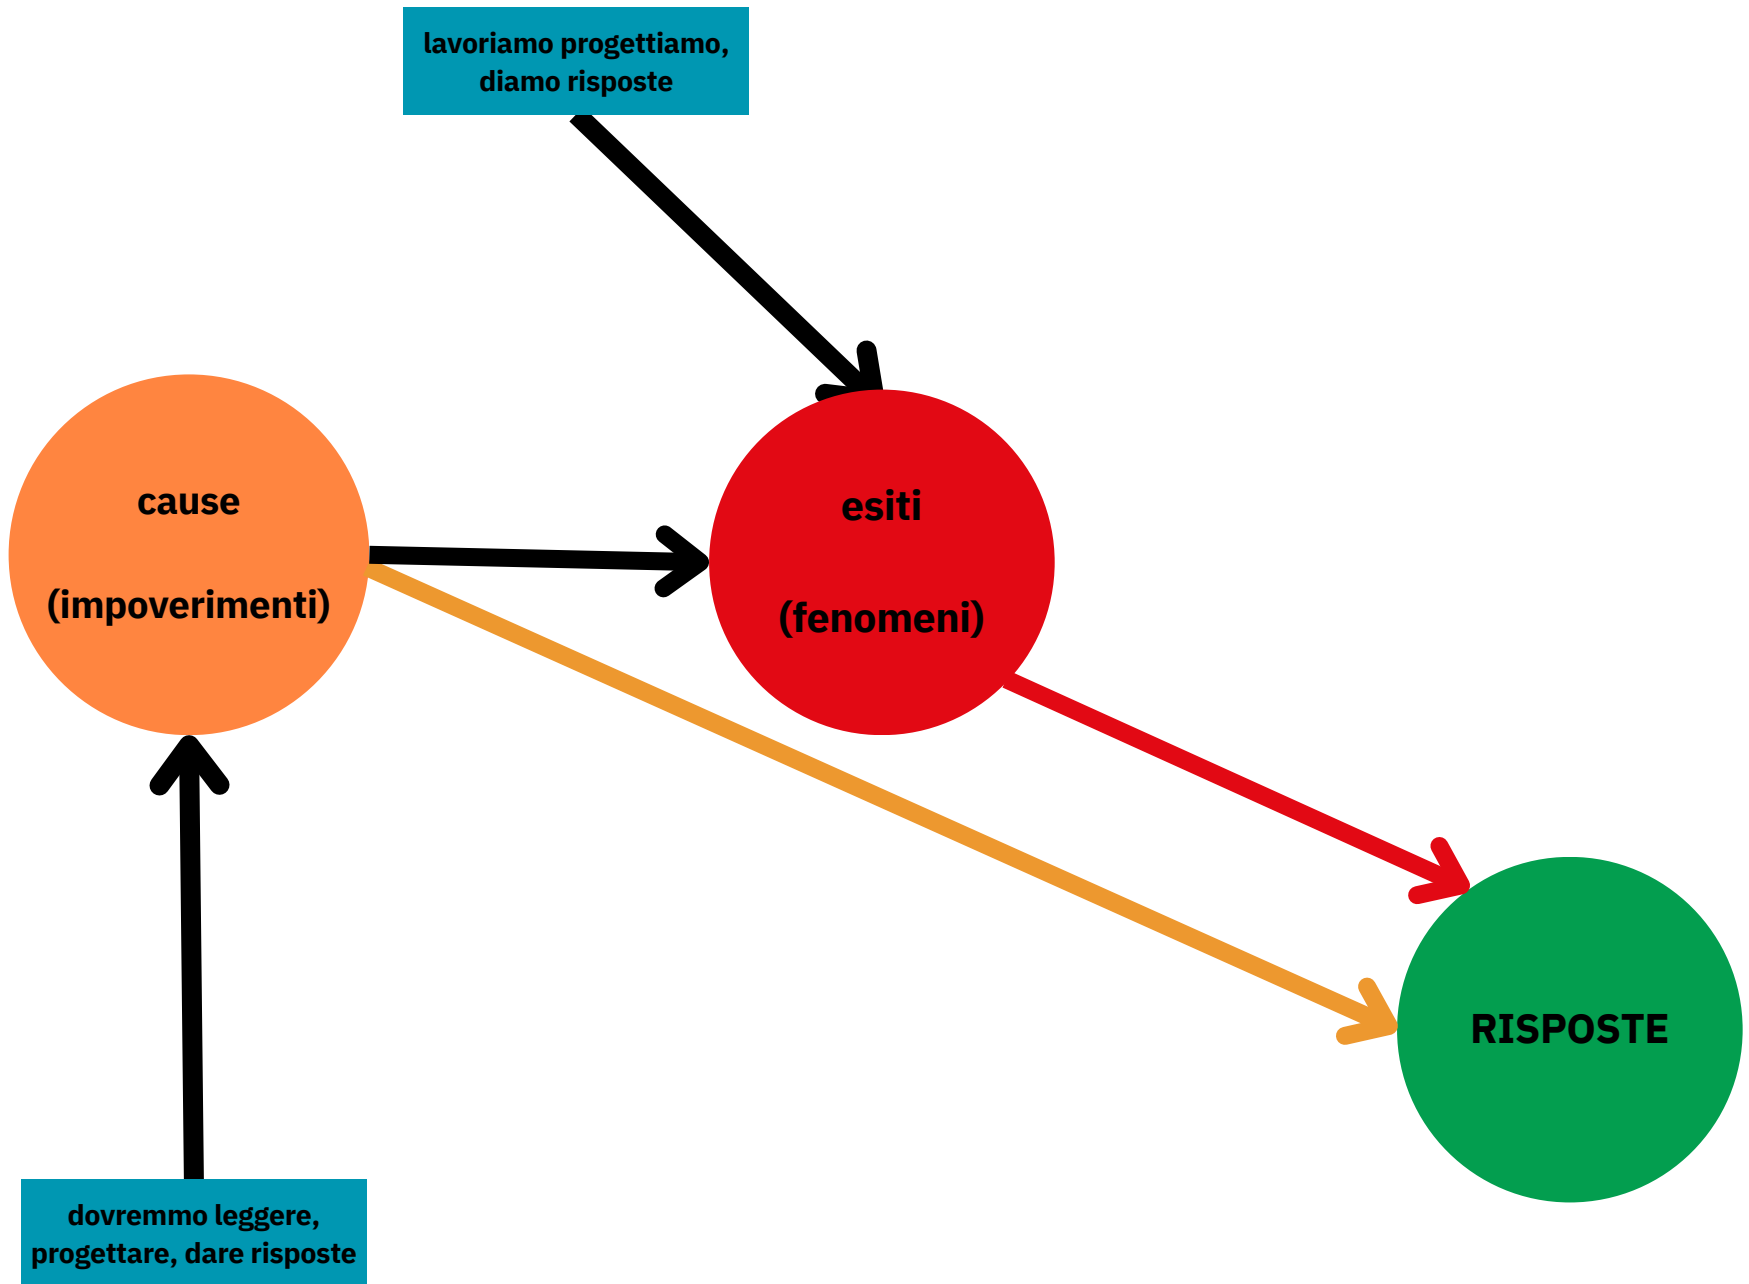 lavoriamo progettiamo,
diamo risposte
cause
(impoverimenti)
esiti
(fenomeni)
RISPOSTE
dovremmo leggere,
progettare, dare risposte